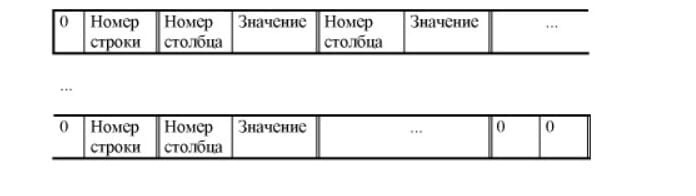 0 Номер Номер Значение Номер Значение ...
строки столбца столбца
...
0 Номер Номер Значение ... 0 0
строки столбца